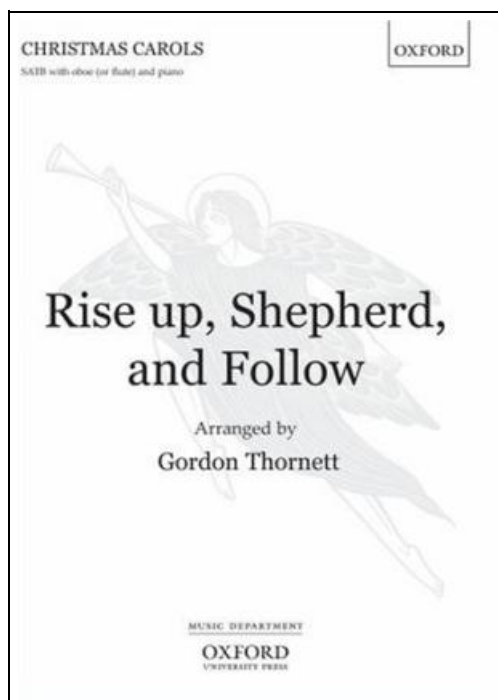 CHRISTMAS CAROLS
OXFORD
SATB with oboe (or flute) and piano
Rise up, Shepherd,
and Follow
Arranged by
Gordon Thornett
MUSIC DEPARTMENT
OXFORD
UNIVERSITY PRESS